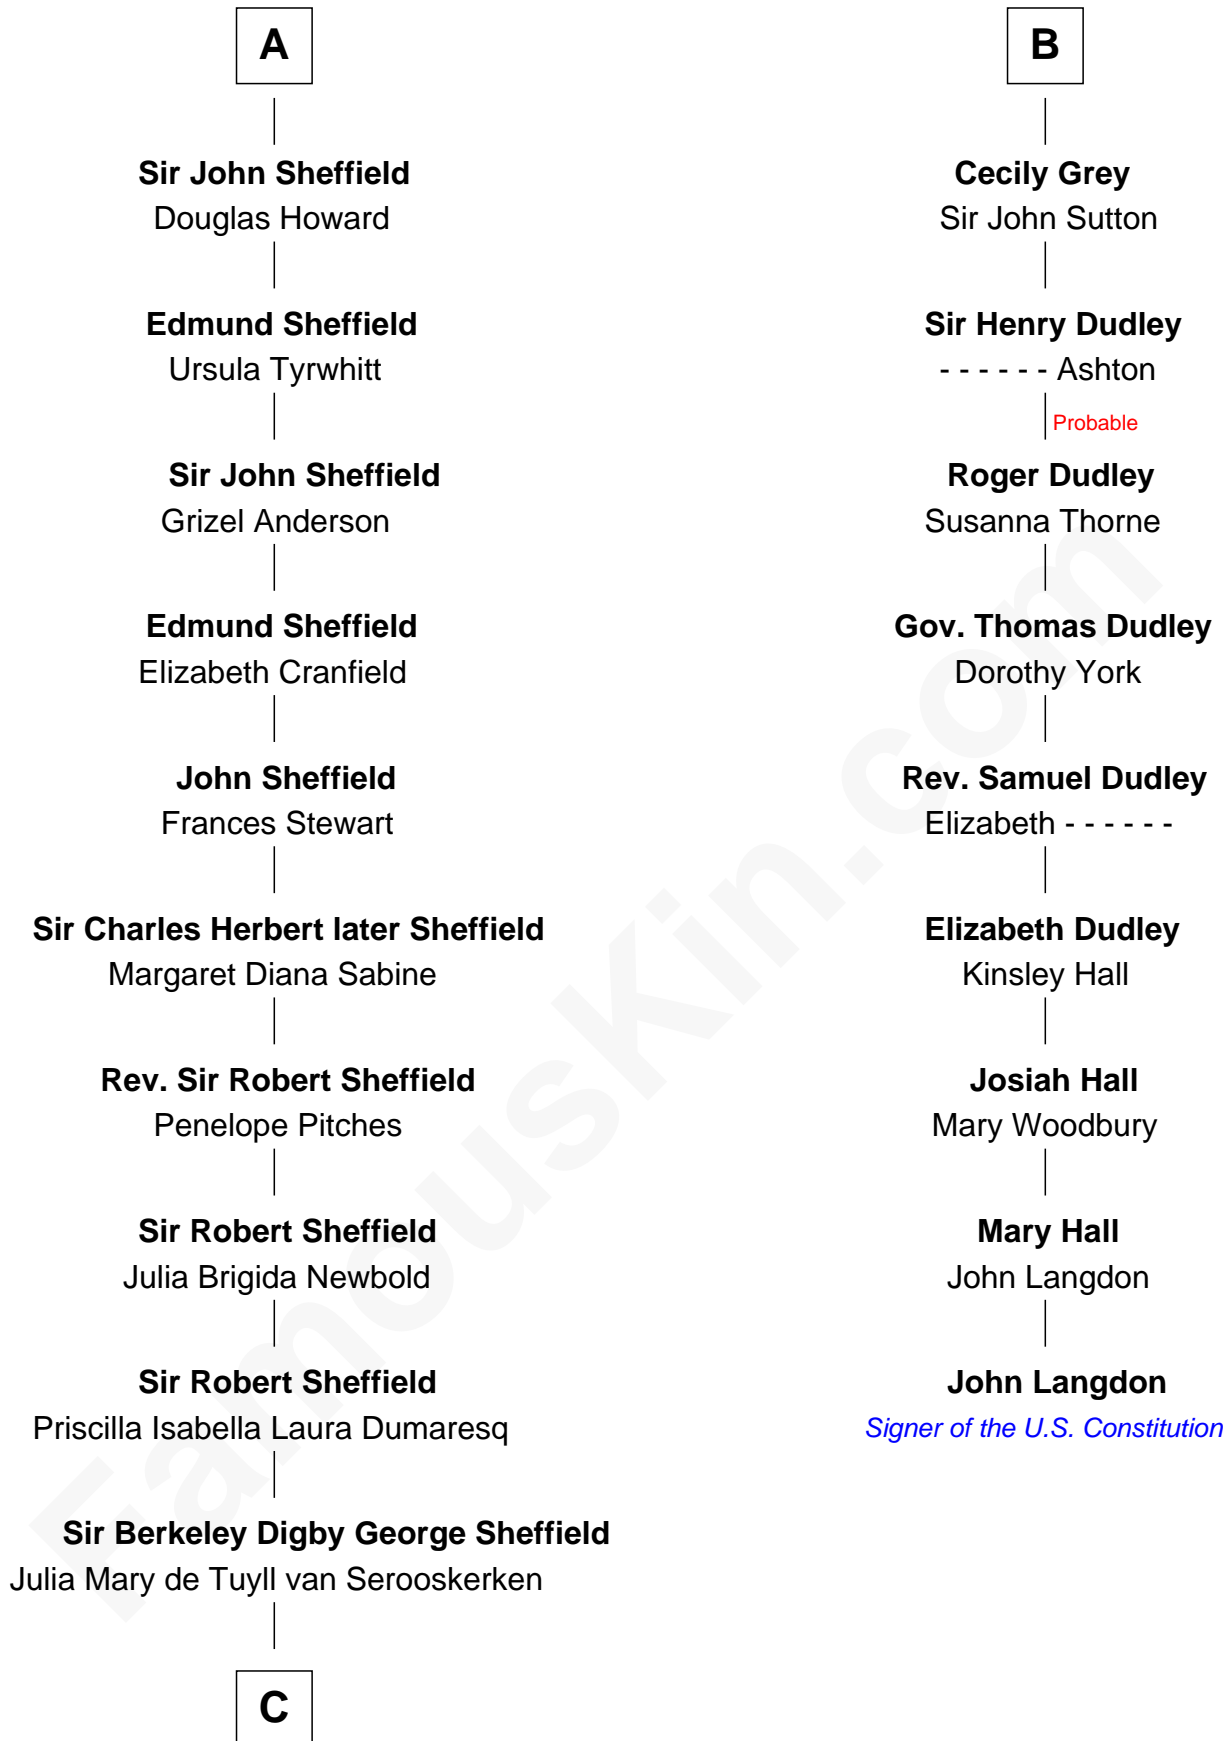 A
Sir John Sheffield
Douglas Howard
Edmund Sheffield
Ursula Tyrwhitt
Sir John Sheffield
Grizel Anderson
Edmund Sheffield
Elizabeth Cranfield
John Sheffield
Frances Stewart
Sir Charles Herbert later Sheffield
Margaret Diana Sabine
Rev. Sir Robert Sheffield
Penelope Pitches
Sir Robert Sheffield
Julia Brigida Newbold
Sir Robert Sheffield
Priscilla Isabella Laura Dumaresq
Sir Berkeley Digby George Sheffield
Julia Mary de Tuyll van Serooskerken
C
B
Cecily Grey
Sir John Sutton
Sir Henry Dudley
- - - - - - Ashton
Probable
Roger Dudley
Susanna Thorne
Gov. Thomas Dudley
Dorothy York
Rev. Samuel Dudley
Elizabeth - - - - - -
Elizabeth Dudley
Kinsley Hall
Josiah Hall
Mary Woodbury
Mary Hall
John Langdon
John Langdon
Signer of the U.S. Constitution
FamousKin.com